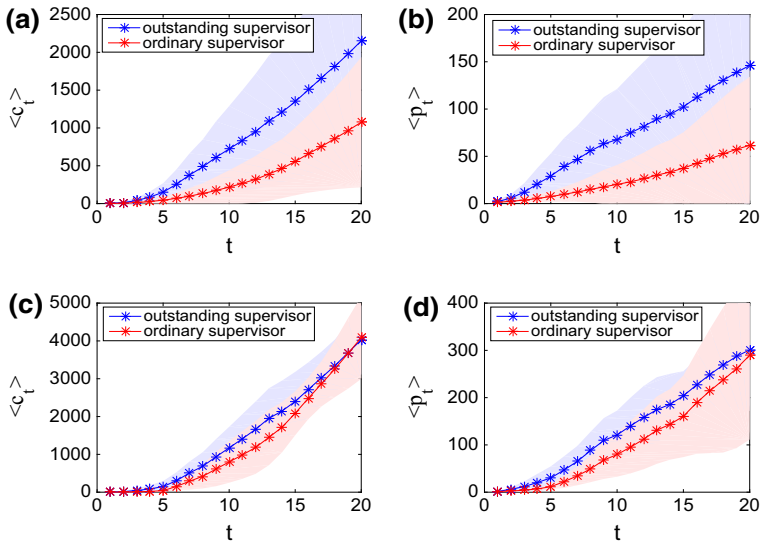 (a)
outstanding supervisor
ordinary supervisor
<c_t>
2500
2000
1500
1000
500
0
0 5 10 15 20
t
(b)
outstanding supervisor
ordinary supervisor
<p_t>
200
150
100
50
0
0 5 10 15 20
t
(c)
outstanding supervisor
ordinary supervisor
<c_t>
5000
4000
3000
2000
1000
0
0 5 10 15 20
t
(d)
outstanding supervisor
ordinary supervisor
<p_t>
400
300
200
100
0
0 5 10 15 20
t